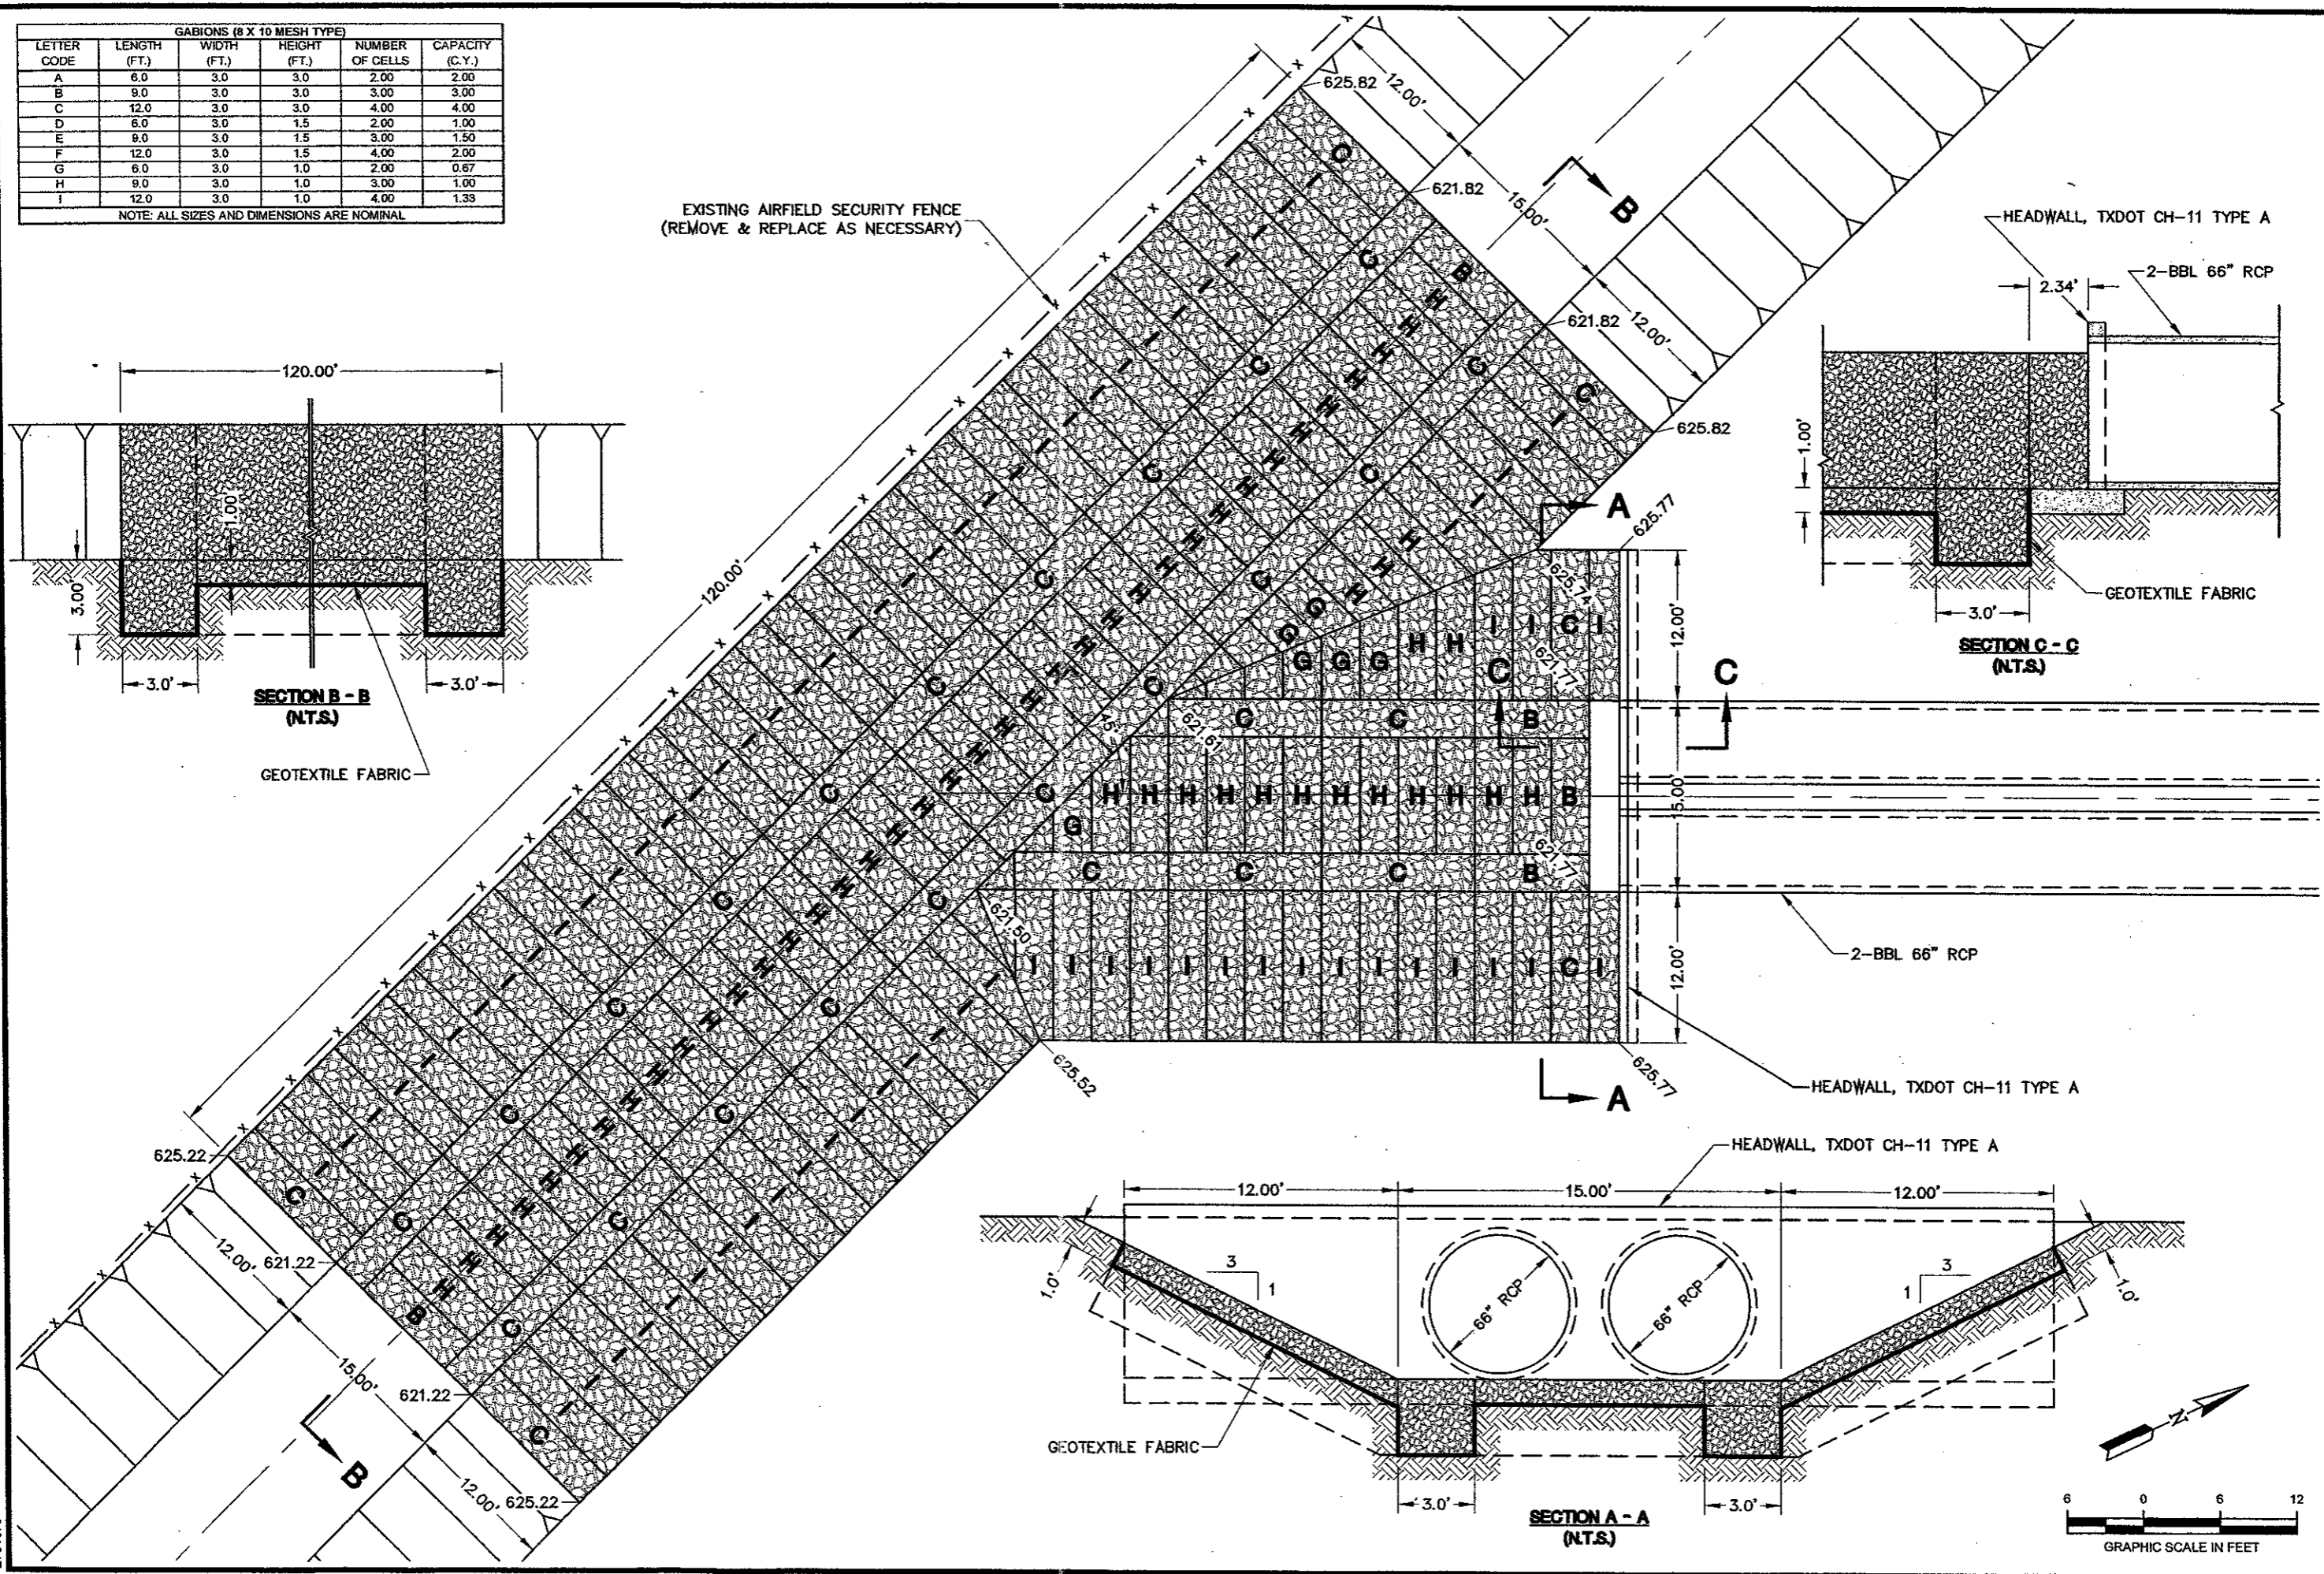 GABIONS (8 X 10 MESH TYPE)
LETTER CODE LENGTH (FT.) WIDTH (FT.) HEIGHT (FT.) NUMBER OF CELLS CAPACITY (C.Y.)
A 6.0 3.0 3.0 2.00 2.00
B 9.0 3.0 3.0 3.00 3.00
C 12.0 3.0 3.0 4.00 4.00
D 6.0 3.0 1.5 2.00 1.00
E 9.0 3.0 1.5 3.00 1.50
F 12.0 3.0 1.5 4.00 2.00
G 6.0 3.0 1.0 2.00 0.67
H 9.0 3.0 1.0 3.00 1.00
I 12.0 3.0 1.0 4.00 1.33
NOTE: ALL SIZES AND DIMENSIONS ARE NOMINAL
EXISTING AIRFIELD SECURITY FENCE
(REMOVE & REPLACE AS NECESSARY)
625.82
12.00'
621.82
15.00'
B
621.82
12.00'
625.82
120.00'
HEADWALL, TXDOT CH-11 TYPE A
2-BBL 66" RCP
2.34'
1.00'
3.0'
GEOTEXTILE FABRIC
SECTION C - C
(N.T.S.)
120.00'
1.00'
3.00'
3.0'
3.0'
SECTION B - B
(N.T.S.)
GEOTEXTILE FABRIC
A
625.77
625.74
12.00'
621.77
C
C
621.61
45°
15.00'
G G G G G H H I I C I
C C B
H H H H H H H H H H H H B
G
621.77
C C C B
621.50
I I I I I I I I I I I I I I C I
12.00'
2-BBL 66" RCP
625.52
625.77
A
HEADWALL, TXDOT CH-11 TYPE A
625.22
12.00'
621.22
15.00'
621.22
B
12.00'
625.22
HEADWALL, TXDOT CH-11 TYPE A
12.00'
15.00'
12.00'
3
1
1.0'
66" RCP
66" RCP
3
1
1.0'
GEOTEXTILE FABRIC
3.0'
3.0'
SECTION A - A
(N.T.S.)
N
6 0 6 12
GRAPHIC SCALE IN FEET